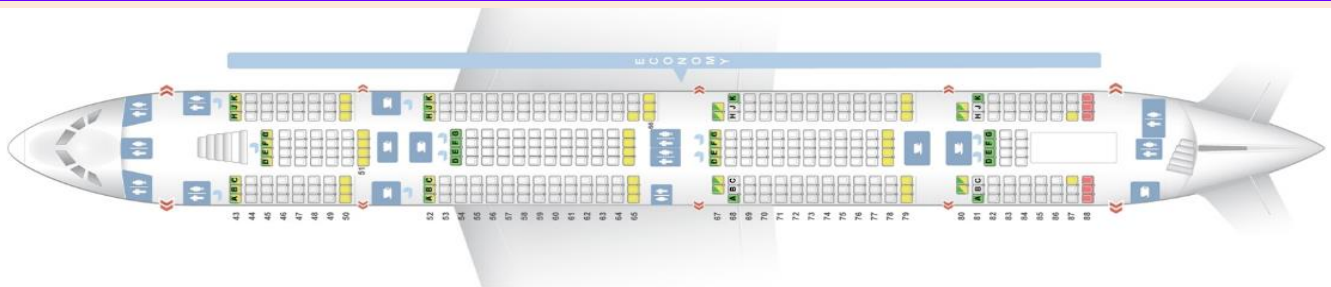 ECONOMY
HJK
HJK
HJK
HJK
DEFG
DEFG
DEFG
DEFG
ABC
ABC
ABC
ABC
66
51
43 44 45 46 47 48 49 50 52 53 54 55 56 57 58 59 60 61 62 63 64 65 67 68 69 70 71 72 73 74 75 76 77 78 79 80 81 82 83 84 85 86 87 88